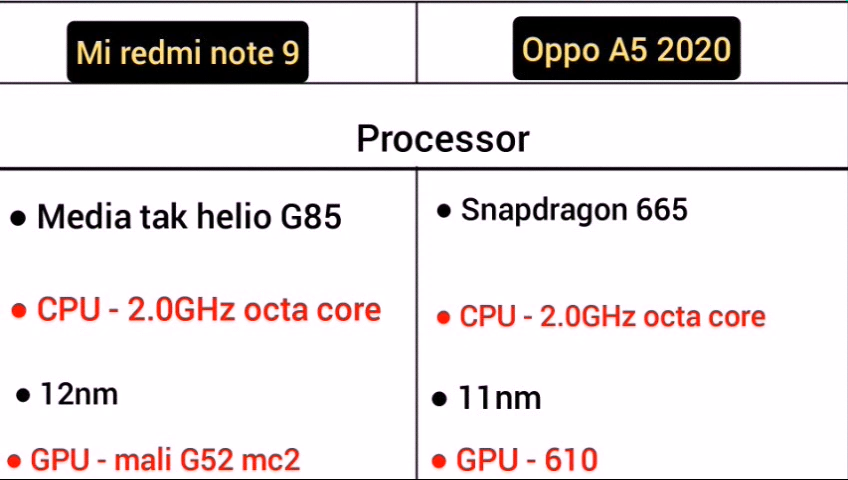 Mi redmi note 9
Oppo A5 2020
Processor
● Media tak helio G85
● Snapdragon 665
● CPU - 2.0GHz octa core
● CPU - 2.0GHz octa core
● 12nm
● 11nm
● GPU - mali G52 mc2
● GPU - 610